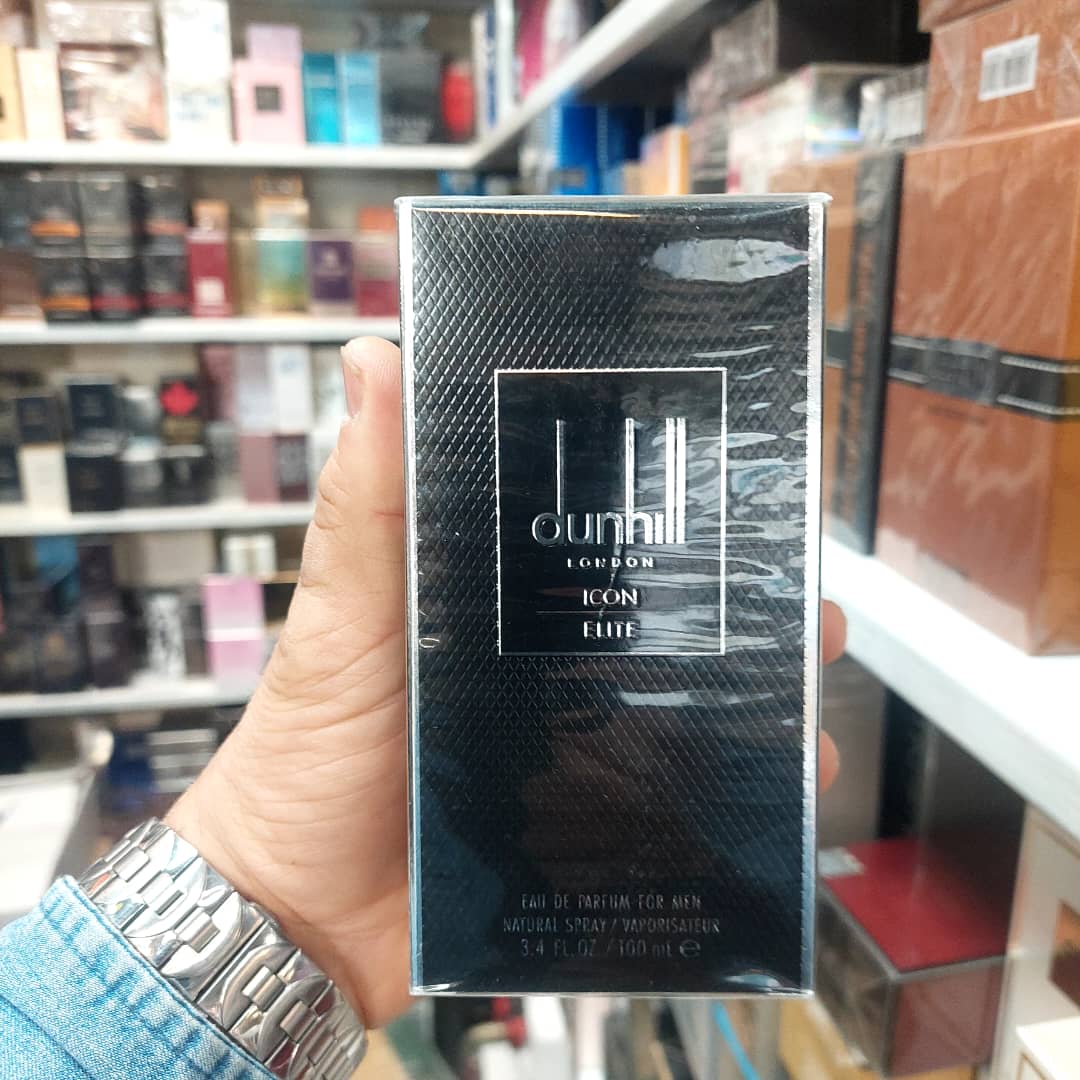 dunhill
LONDON
ICON
ELITE
EAU DE PARFUM FOR MEN
NATURAL SPRAY / VAPORISATEUR
3.4 FL.OZ / 100 mL ℮